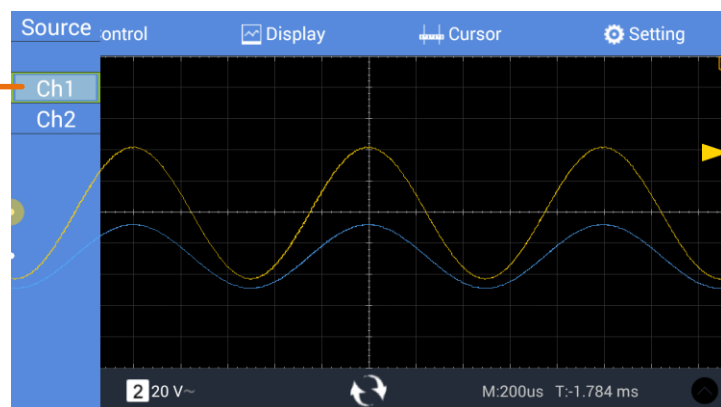 Source ontrol Display Cursor Setting
Ch1
Ch2
2 20 V~ M:200us T:-1.784 ms